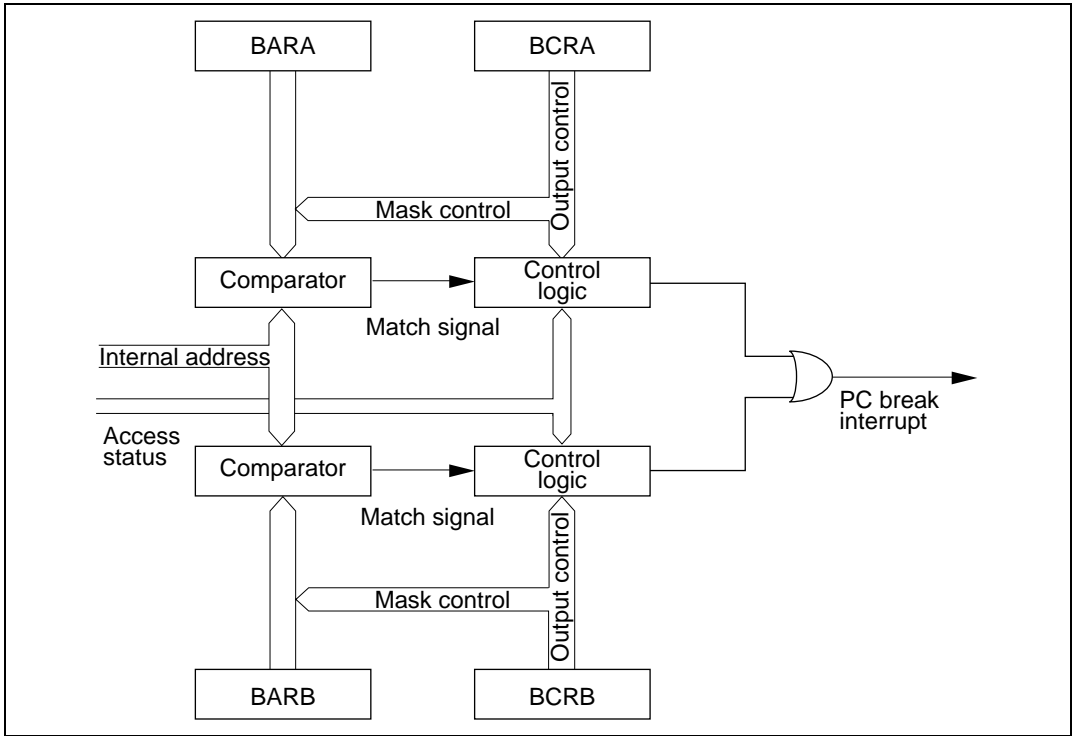 BARA
BCRA
Output control
Mask control
Comparator
Control
logic
Match signal
Internal address
Access
status
PC break
interrupt
Comparator
Control
logic
Match signal
Output control
Mask control
BARB
BCRB